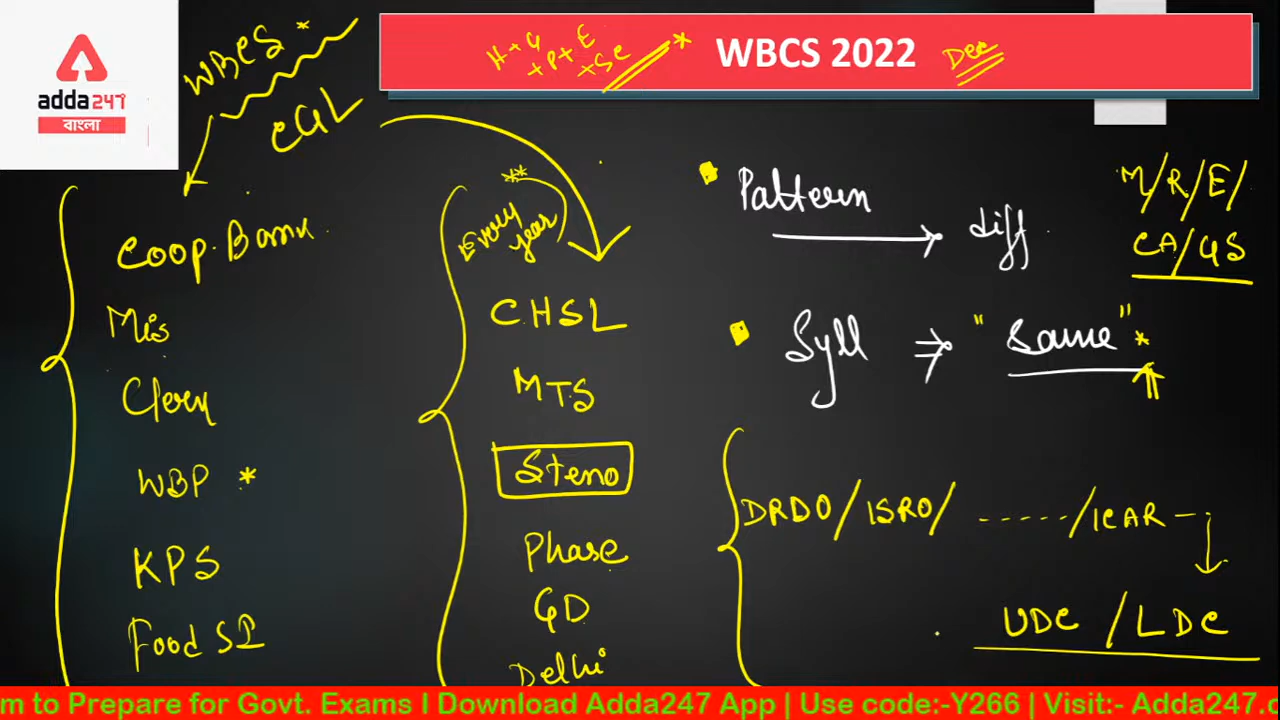 WBCS *
CGL
adda247
বাংলা
H + G
+ P + E
+ Sc *
WBCS 2022
Dec
Coop. Bank
Mis
Clerk
WBP *
KPS
Food SI
**
Every
year
CHSL
MTS
Steno
Phase
GD
Delhi
Pattern → diff
M/R/E/
CA/GS
Syll ⇒ "Same" *
DRDO/ISRO/ ------/ICAR -
UDC / LDC
m to Prepare for Govt. Exams I Download Adda247 App | Use code:-Y266 | Visit:- Adda247.c